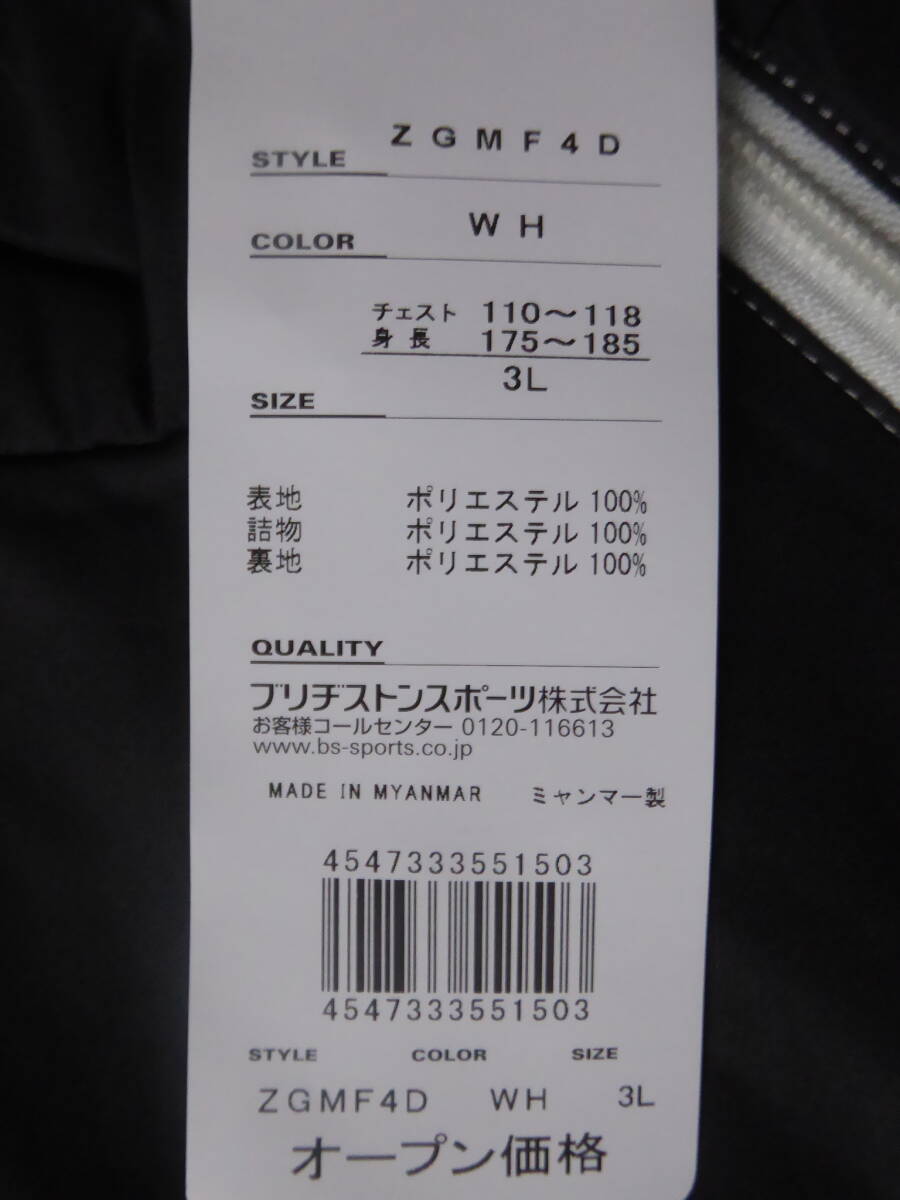 STYLE ZGMF4D
COLOR WH
チェスト 110～118
身長 175～185
3L
SIZE
表地 ポリエステル 100%
詰物 ポリエステル 100%
裏地 ポリエステル 100%
QUALITY
ブリヂストンスポーツ株式会社
お客様コールセンター 0120-116613
www.bs-sports.co.jp
MADE IN MYANMAR ミャンマー製
4547333551503
4547333551503
STYLE COLOR SIZE
ZGMF4D WH 3L
オープン価格